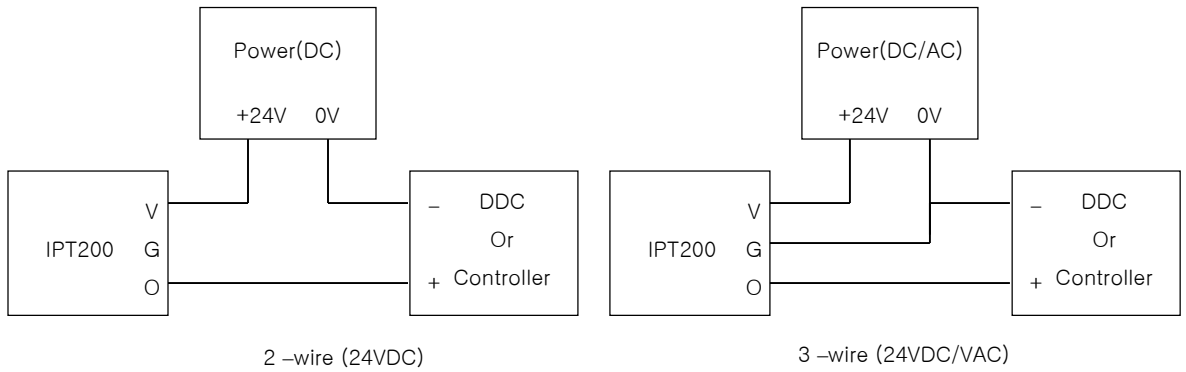 Power(DC)
+24V 0V
V
IPT200 G
O
– DDC
Or
+ Controller
2 –wire (24VDC)
Power(DC/AC)
+24V 0V
V
IPT200 G
O
– DDC
Or
+ Controller
3 –wire (24VDC/VAC)